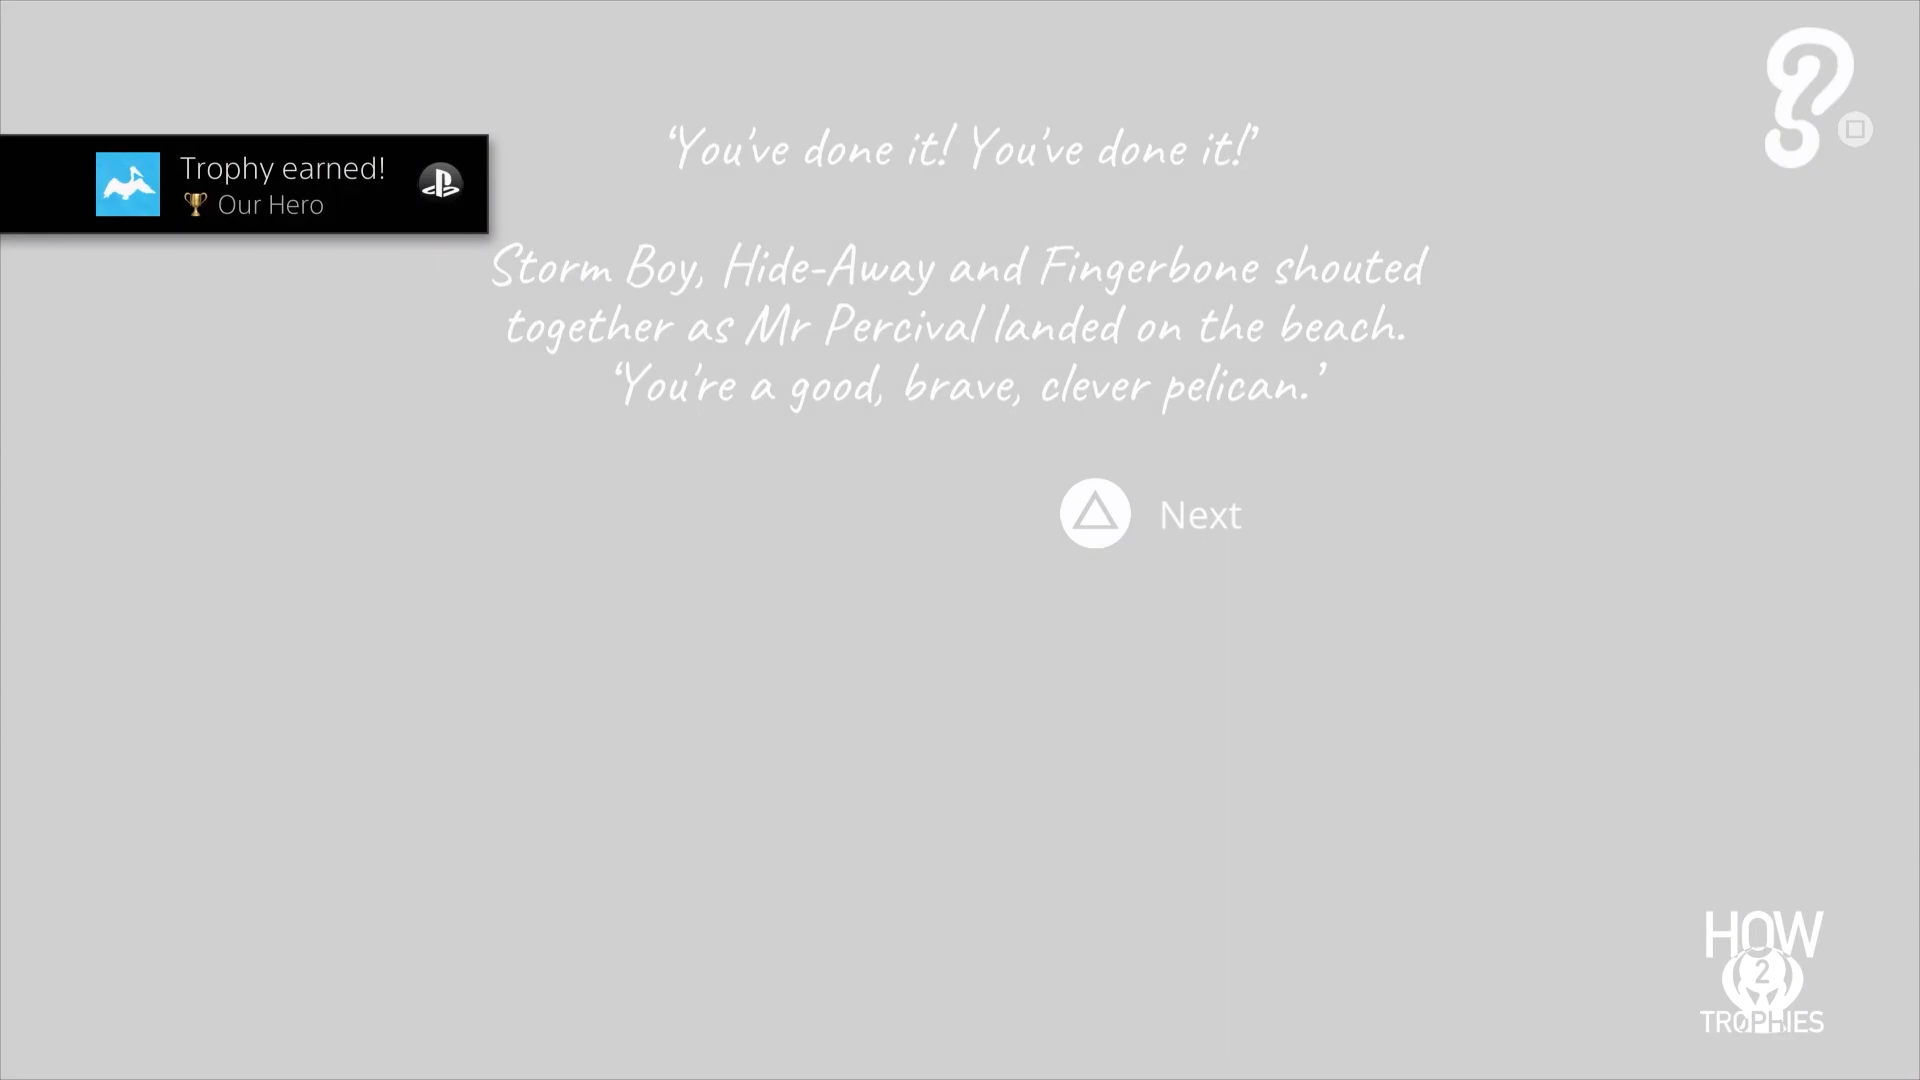 Trophy earned!
Our Hero
‘You’ve done it! You’ve done it!’
Storm Boy, Hide-Away and Fingerbone shouted
together as Mr Percival landed on the beach.
‘You’re a good, brave, clever pelican.’
Next
HOW
2
TROPHIES